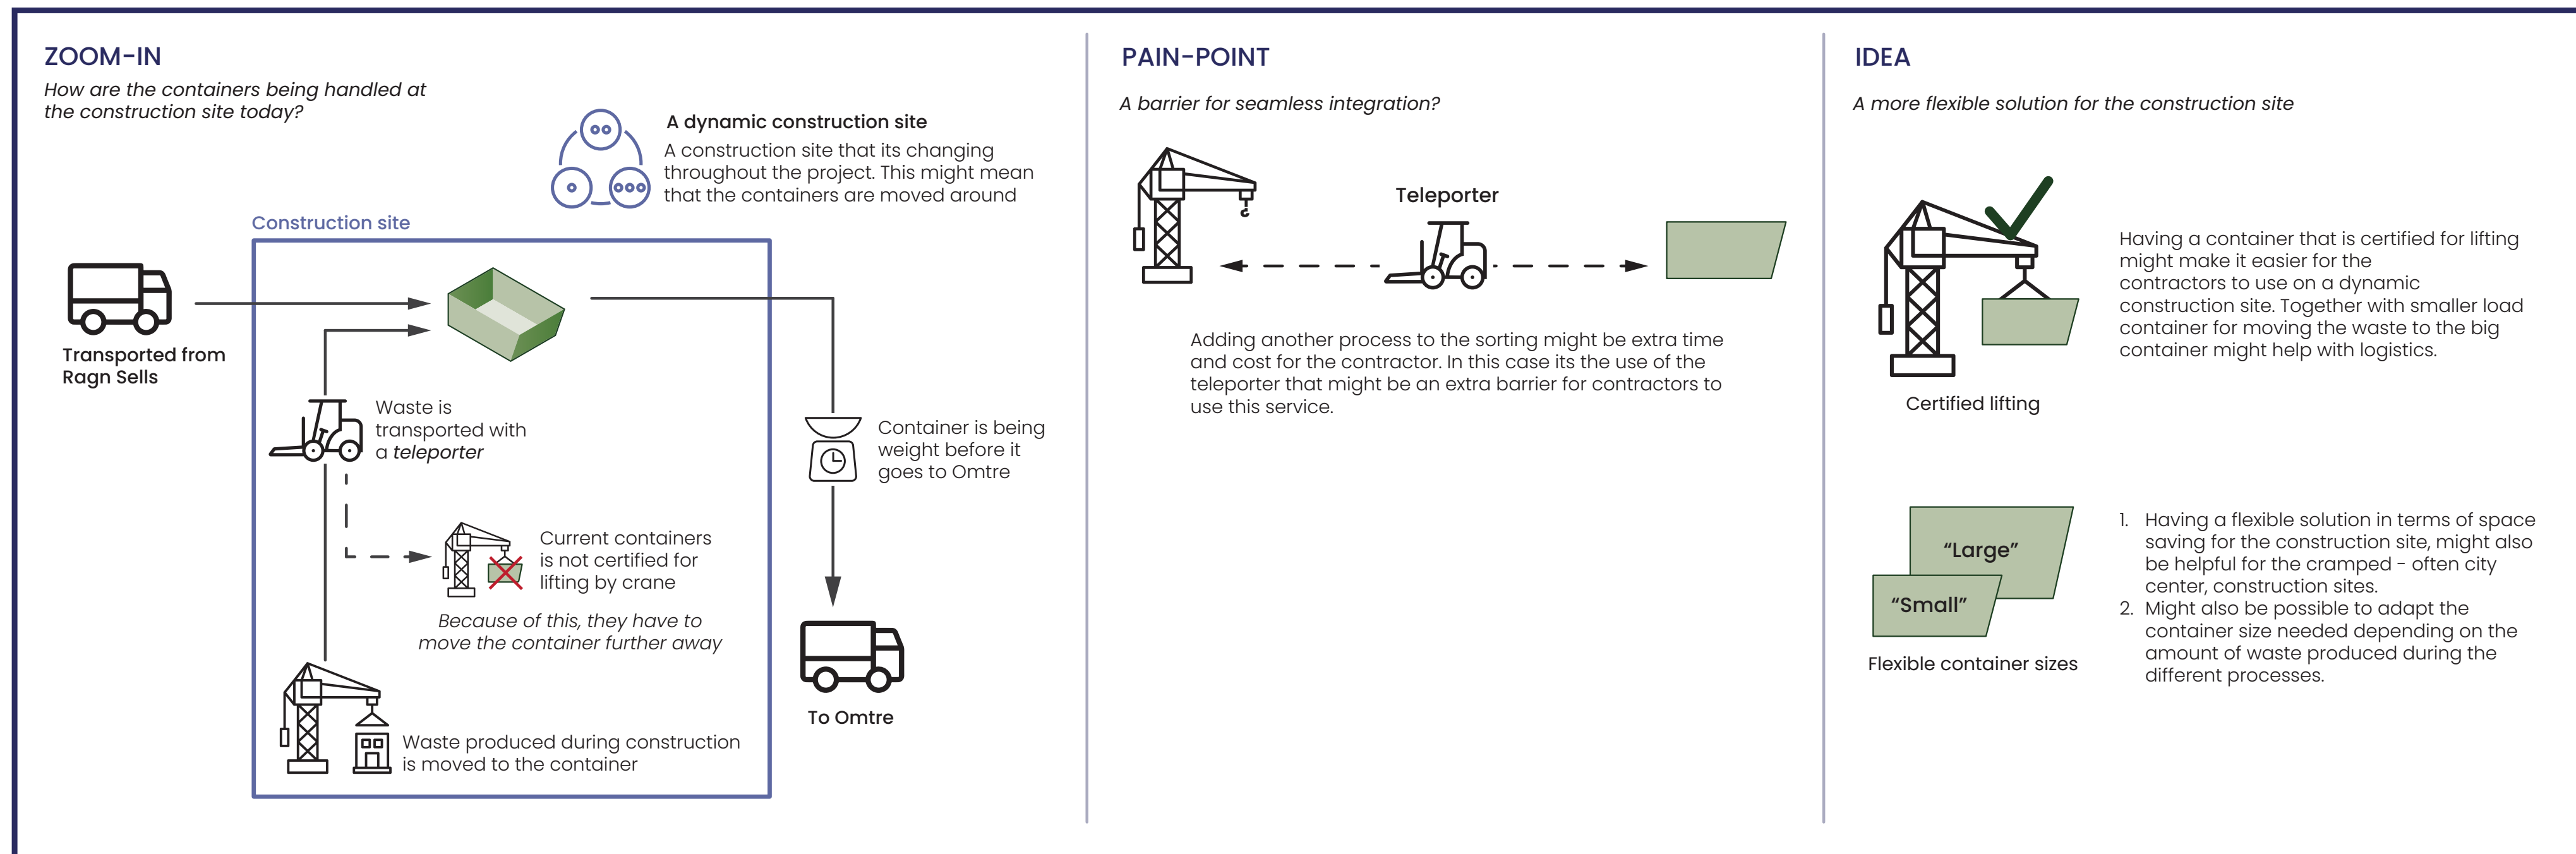 ZOOM-IN
How are the containers being handled at
the construction site today?
A dynamic construction site
A construction site that its changing
throughout the project. This might mean
that the containers are moved around
Construction site
Transported from
Ragn Sells
Waste is
transported with
a teleporter
Container is being
weight before it
goes to Omtre
Current containers
is not certified for
lifting by crane
Because of this, they have to
move the container further away
To Omtre
Waste produced during construction
is moved to the container
PAIN-POINT
A barrier for seamless integration?
Teleporter
Adding another process to the sorting might be extra time
and cost for the contractor. In this case its the use of the
teleporter that might be an extra barrier for contractors to
use this service.
IDEA
A more flexible solution for the construction site
Having a container that is certified for lifting
might make it easier for the
contractors to use on a dynamic
construction site. Together with smaller load
container for moving the waste to the big
container might help with logistics.
Certified lifting
“Large”
“Small”
Flexible container sizes
1. Having a flexible solution in terms of space
saving for the construction site, might also
be helpful for the cramped - often city
center, construction sites.
2. Might also be possible to adapt the
container size needed depending on the
amount of waste produced during the
different processes.